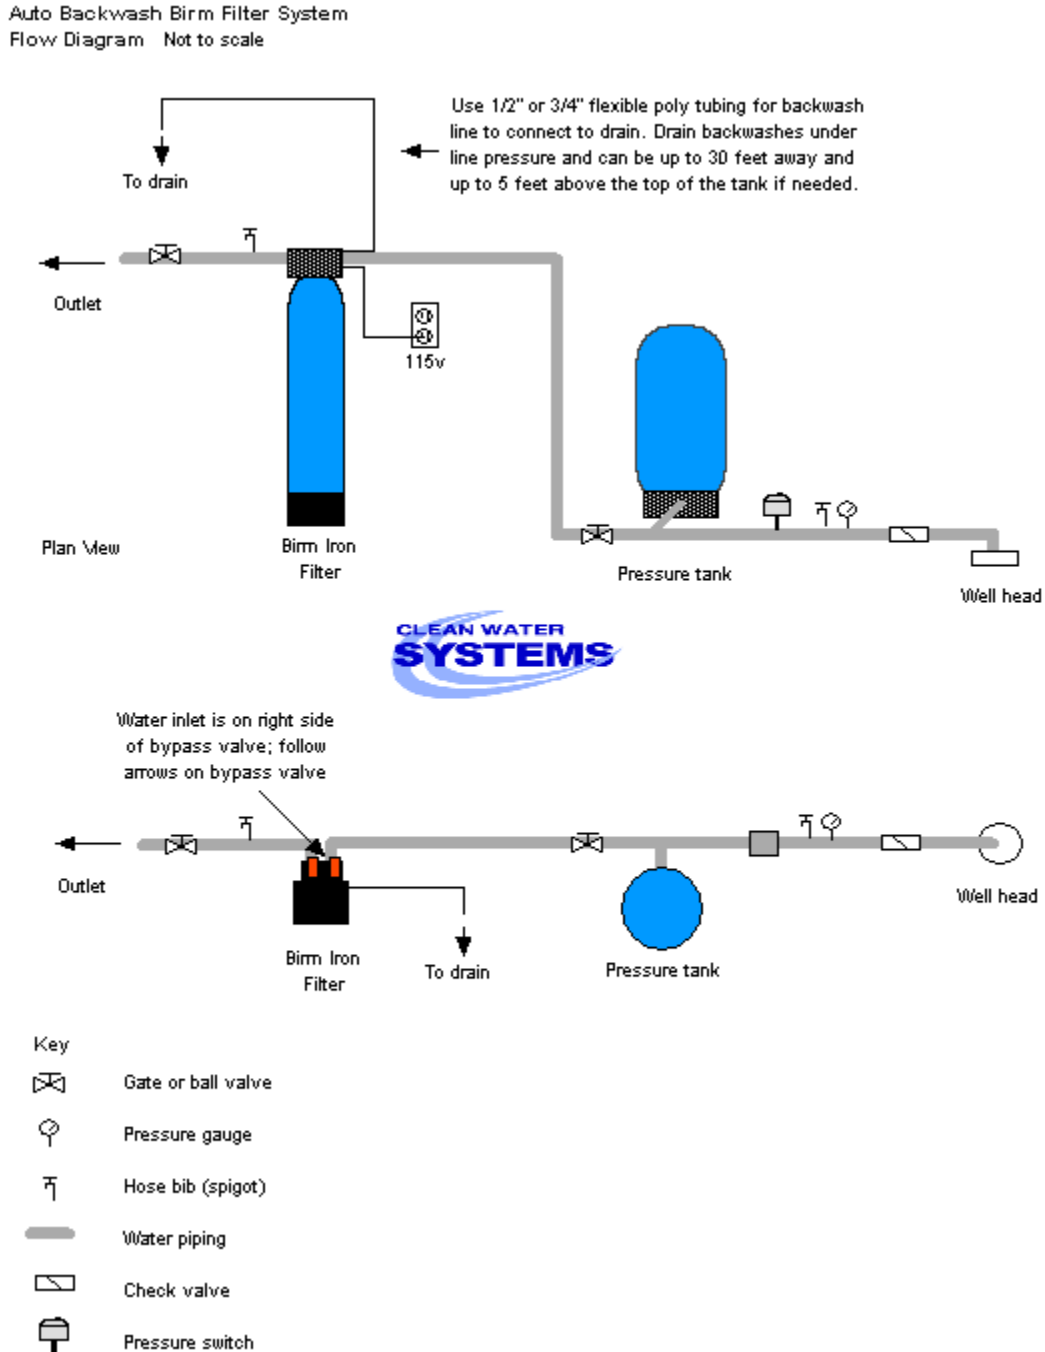 Auto Backwash Birm Filter System
Flow Diagram Not to scale
Use 1/2" or 3/4" flexible poly tubing for backwash
line to connect to drain. Drain backwashes under
line pressure and can be up to 30 feet away and
up to 5 feet above the top of the tank if needed.
To drain
Outlet
115v
Plan View
Birm Iron
Filter
Pressure tank
Well head
CLEAN WATER
SYSTEMS
Water inlet is on right side
of bypass valve; follow
arrows on bypass valve
Outlet
Birm Iron
Filter
To drain
Pressure tank
Well head
Key
Gate or ball valve
Pressure gauge
Hose bib (spigot)
Water piping
Check valve
Pressure switch